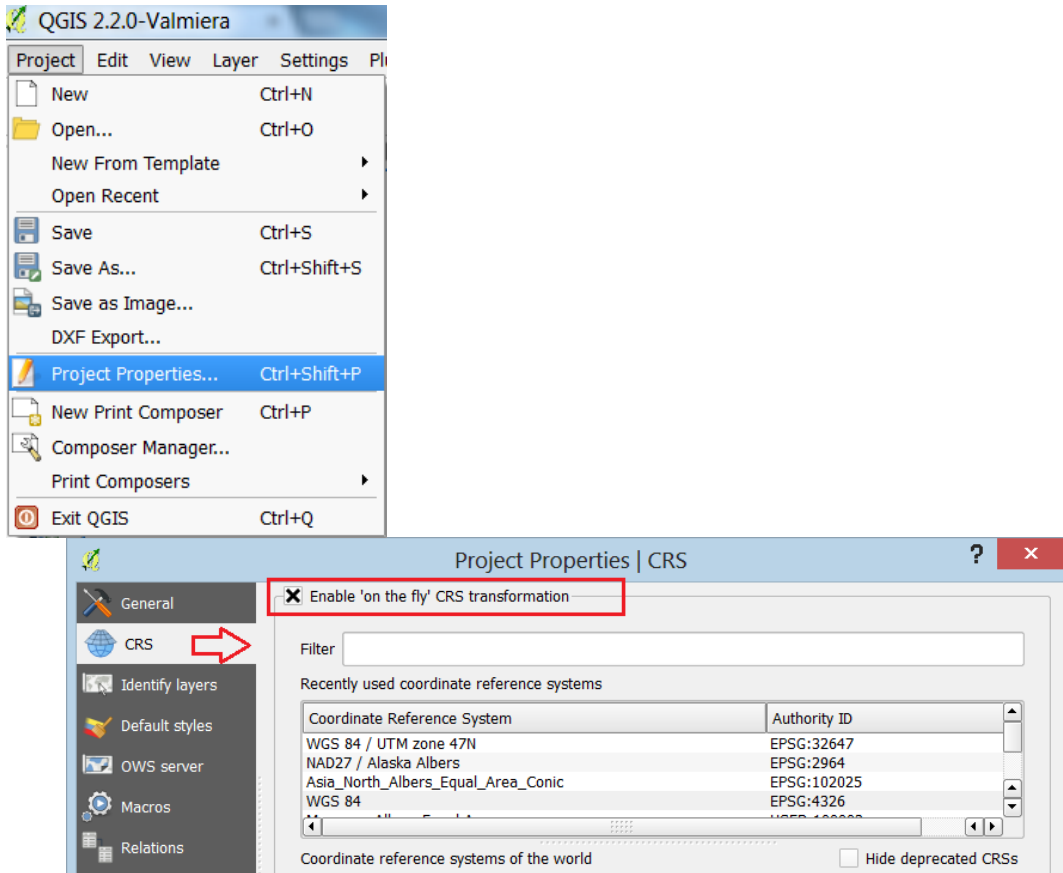 QGIS 2.2.0-Valmiera
Project Edit View Layer Settings
New Ctrl+N
Open... Ctrl+O
New From Template
Open Recent
Save Ctrl+S
Save As... Ctrl+Shift+S
Save as Image...
DXF Export...
Project Properties... Ctrl+Shift+P
New Print Composer Ctrl+P
Composer Manager...
Print Composers
Exit QGIS Ctrl+Q
Project Properties | CRS ? ×
General
Enable 'on the fly' CRS transformation
CRS
Filter
Identify layers
Recently used coordinate reference systems
Default styles
Coordinate Reference System Authority ID
WGS 84 / UTM zone 47N EPSG:32647
NAD27 / Alaska Albers EPSG:2964
OWS server
Asia_North_Albers_Equal_Area_Conic EPSG:102025
WGS 84 EPSG:4326
Macros
Relations
Coordinate reference systems of the world Hide deprecated CRSs